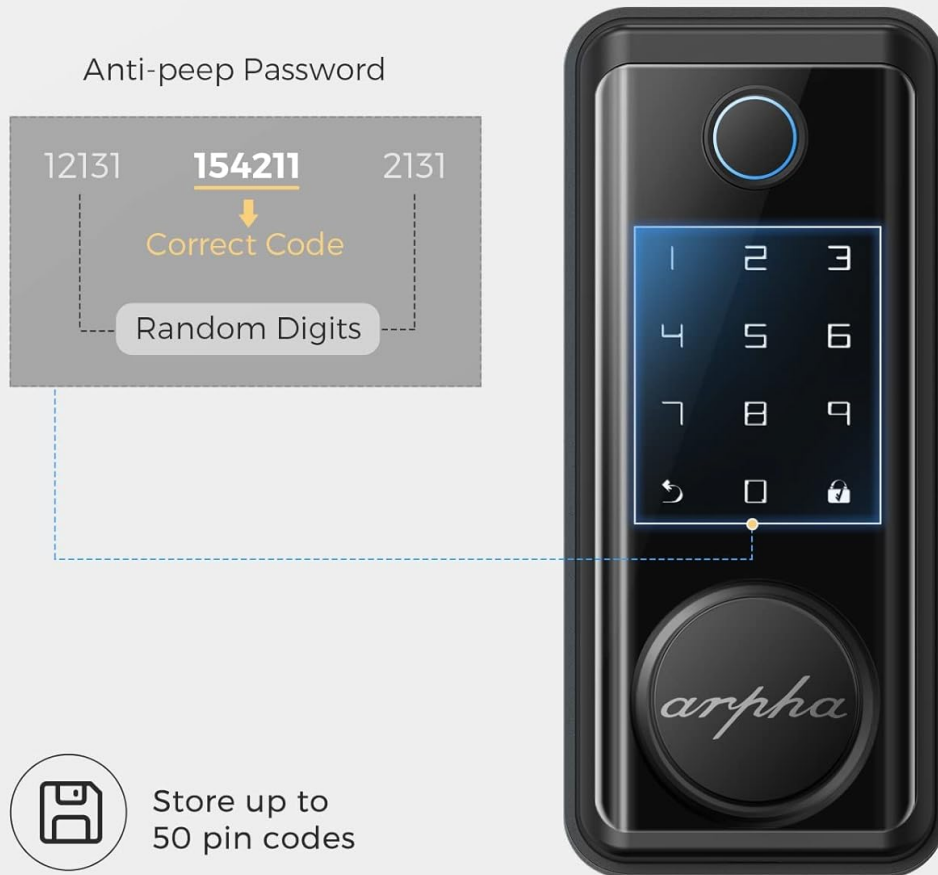 Anti-peep Password
12131 154211 2131
Correct Code
Random Digits
1 2 3
4 5 6
7 8 9
0
arpha
Store up to
50 pin codes